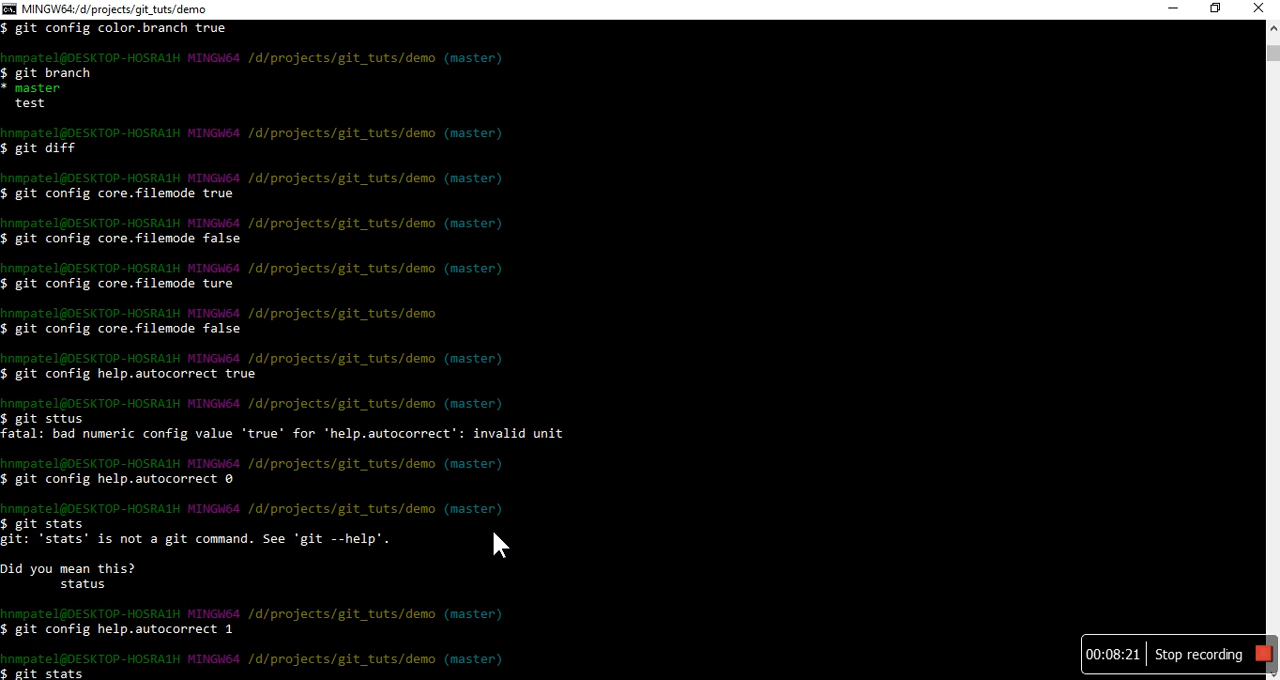 MINGW64:/d/projects/git_tuts/demo
$ git config color.branch true
hnmpatel@DESKTOP-HOSRA1H MINGW64 /d/projects/git_tuts/demo (master)
$ git branch
* master
test
hnmpatel@DESKTOP-HOSRA1H MINGW64 /d/projects/git_tuts/demo (master)
$ git diff
hnmpatel@DESKTOP-HOSRA1H MINGW64 /d/projects/git_tuts/demo (master)
$ git config core.filemode true
hnmpatel@DESKTOP-HOSRA1H MINGW64 /d/projects/git_tuts/demo (master)
$ git config core.filemode false
hnmpatel@DESKTOP-HOSRA1H MINGW64 /d/projects/git_tuts/demo (master)
$ git config core.filemode ture
hnmpatel@DESKTOP-HOSRA1H MINGW64 /d/projects/git_tuts/demo
$ git config core.filemode false
hnmpatel@DESKTOP-HOSRA1H MINGW64 /d/projects/git_tuts/demo (master)
$ git config help.autocorrect true
hnmpatel@DESKTOP-HOSRA1H MINGW64 /d/projects/git_tuts/demo (master)
$ git sttus
fatal: bad numeric config value 'true' for 'help.autocorrect': invalid unit
hnmpatel@DESKTOP-HOSRA1H MINGW64 /d/projects/git_tuts/demo (master)
$ git config help.autocorrect 0
hnmpatel@DESKTOP-HOSRA1H MINGW64 /d/projects/git_tuts/demo (master)
$ git stats
git: 'stats' is not a git command. See 'git --help'.
Did you mean this?
status
hnmpatel@DESKTOP-HOSRA1H MINGW64 /d/projects/git_tuts/demo (master)
$ git config help.autocorrect 1
hnmpatel@DESKTOP-HOSRA1H MINGW64 /d/projects/git_tuts/demo (master)
$ git stats
00:08:21 Stop recording